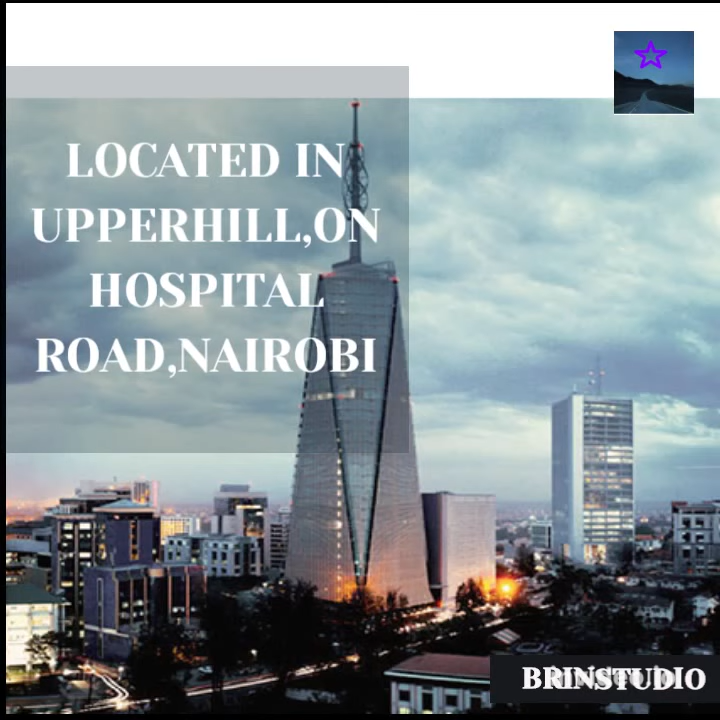 LOCATED IN
UPPERHILL,ON
HOSPITAL
ROAD,NAIROBI
BRINSTUDIO